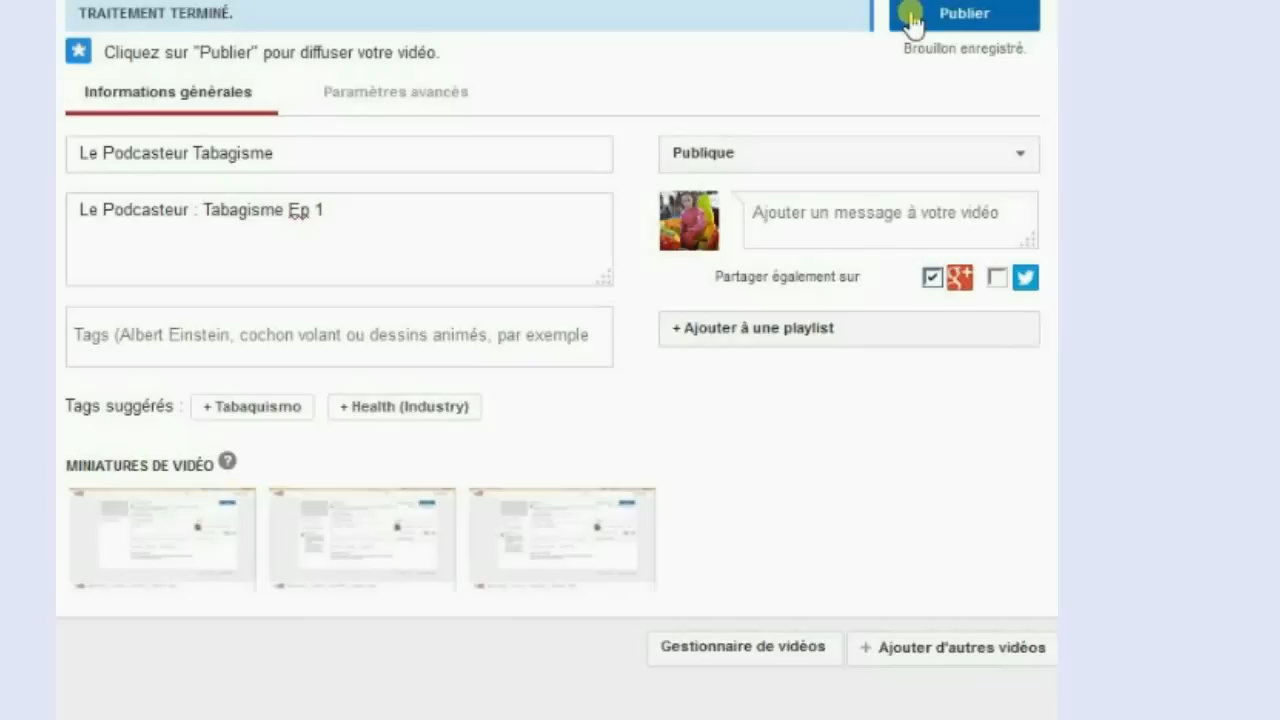 TRAITEMENT TERMINÉ.
Publier
Cliquez sur "Publier" pour diffuser votre vidéo.
Brouillon enregistré.
Informations générales
Paramètres avancés
Le Podcasteur Tabagisme
Publique
Le Podcasteur : Tabagisme Ep 1
Ajouter un message à votre vidéo
Partager également sur
g+
Tags (Albert Einstein, cochon volant ou dessins animés, par exemple
+ Ajouter à une playlist
Tags suggérés :
+ Tabaquismo
+ Health (Industry)
MINIATURES DE VIDÉO ?
Gestionnaire de vidéos
+ Ajouter d'autres vidéos